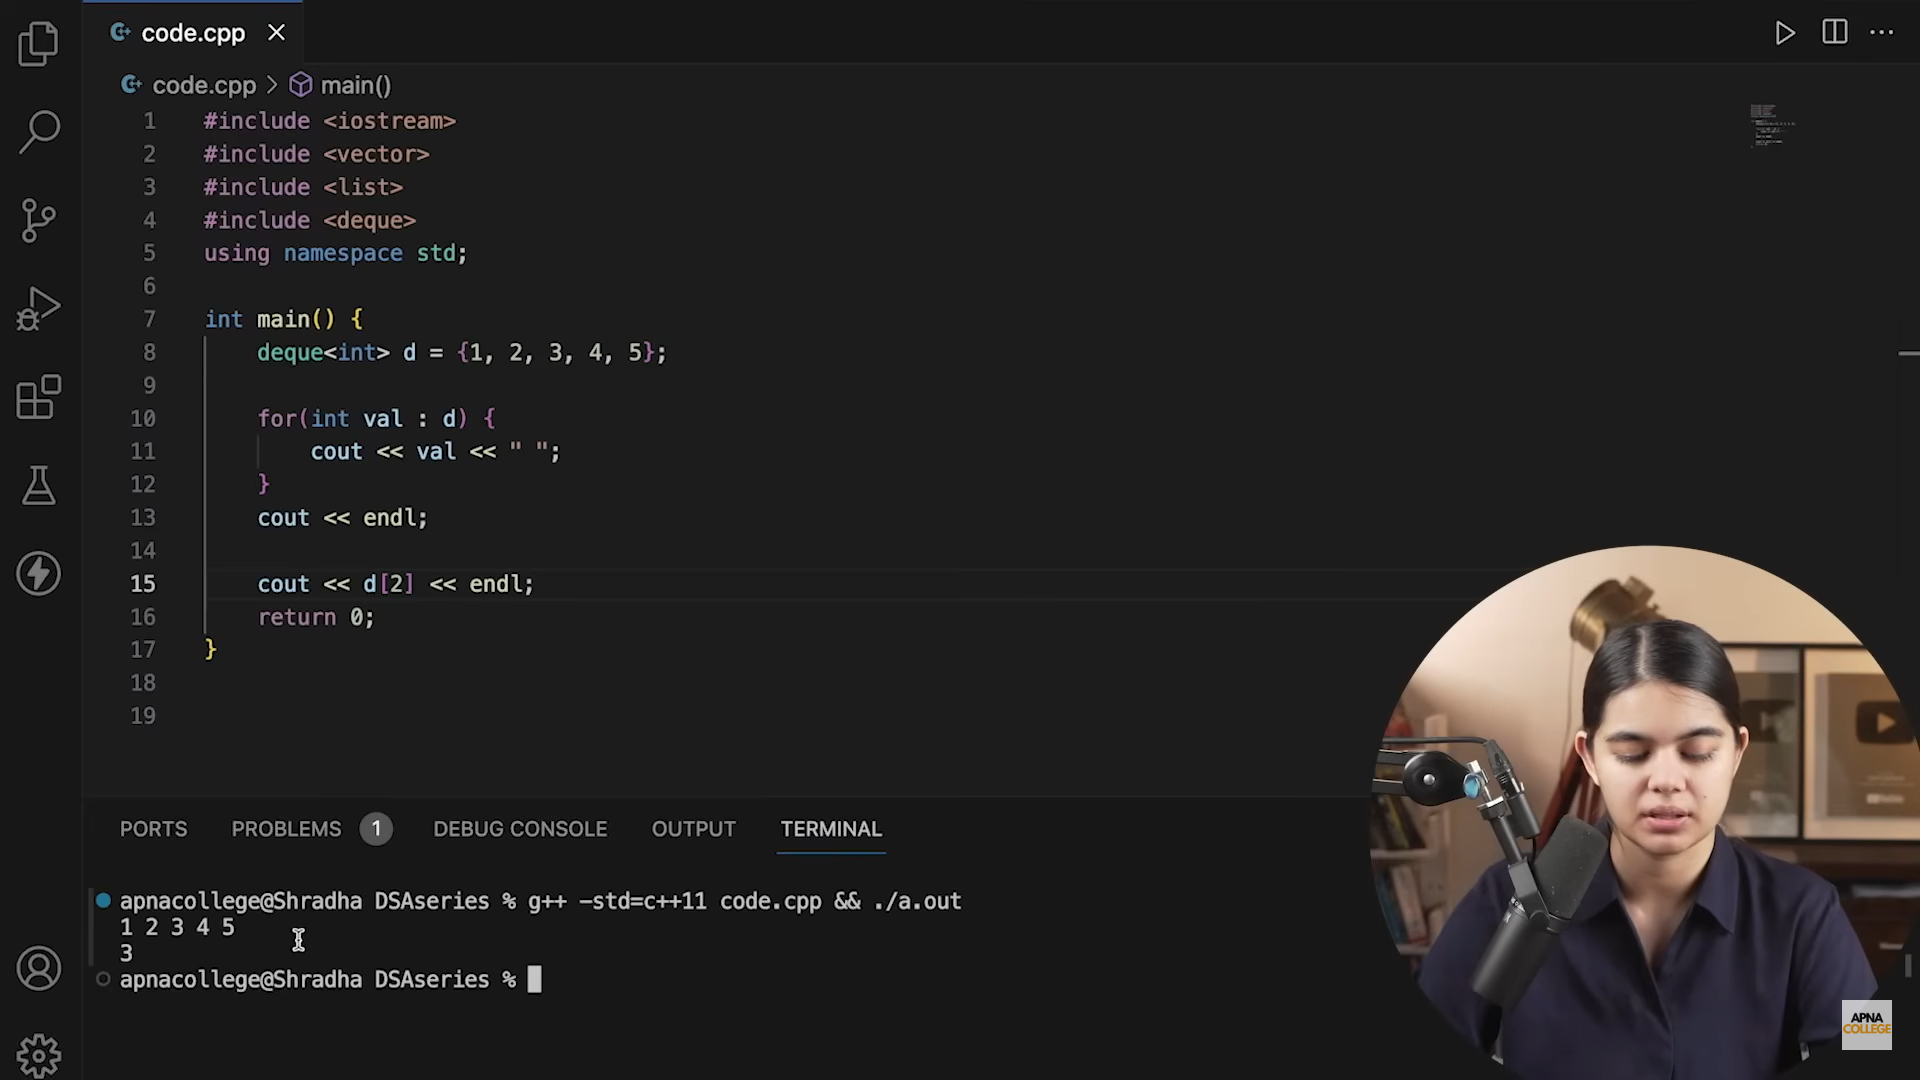 code.cpp
code.cpp > main()
1 #include <iostream>
2 #include <vector>
3 #include <list>
4 #include <deque>
5 using namespace std;
6
7 int main() {
8     deque<int> d = {1, 2, 3, 4, 5};
9
10     for(int val : d) {
11         cout << val << " ";
12     }
13     cout << endl;
14
15     cout << d[2] << endl;
16     return 0;
17 }
18
19
PORTS PROBLEMS 1 DEBUG CONSOLE OUTPUT TERMINAL
apnacollege@Shradha DSAseries % g++ -std=c++11 code.cpp && ./a.out
1 2 3 4 5
3
apnacollege@Shradha DSAseries %
APNA
COLLEGE